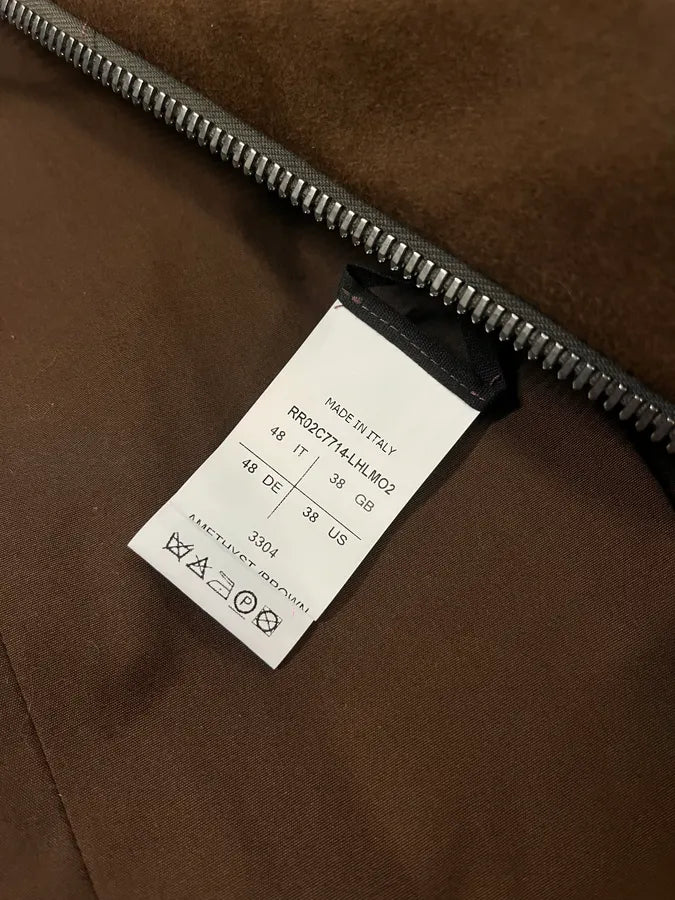 MADE IN ITALY
RR02C7714-LHLMO2
48 IT 38 GB
48 DE 38 US
3304
AMETHYST/BROWN
P